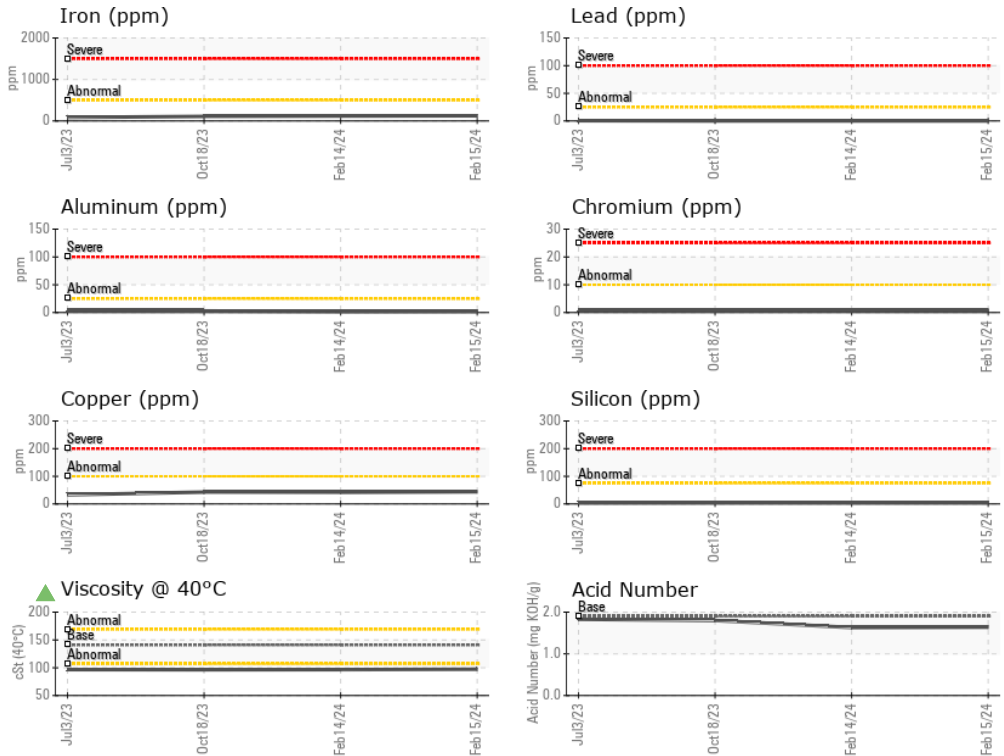 Iron (ppm)
2000
1000
0
ppm
Severe
Abnormal
Jul3/23
Oct18/23
Feb14/24
Feb15/24
Lead (ppm)
150
100
50
0
ppm
Severe
Abnormal
Jul3/23
Oct18/23
Feb14/24
Feb15/24
Aluminum (ppm)
150
100
50
0
ppm
Severe
Abnormal
Jul3/23
Oct18/23
Feb14/24
Feb15/24
Chromium (ppm)
30
20
10
0
ppm
Severe
Abnormal
Jul3/23
Oct18/23
Feb14/24
Feb15/24
Copper (ppm)
300
200
100
0
ppm
Severe
Abnormal
Jul3/23
Oct18/23
Feb14/24
Feb15/24
Silicon (ppm)
300
200
100
0
ppm
Severe
Abnormal
Jul3/23
Oct18/23
Feb14/24
Feb15/24
Viscosity @ 40°C
200
150
100
50
cSt (40°C)
Abnormal
Base
Abnormal
Jul3/23
Oct18/23
Feb14/24
Feb15/24
Acid Number
2.0
1.0
0.0
Acid Number (mg KOH/g)
Base
Jul3/23
Oct18/23
Feb14/24
Feb15/24